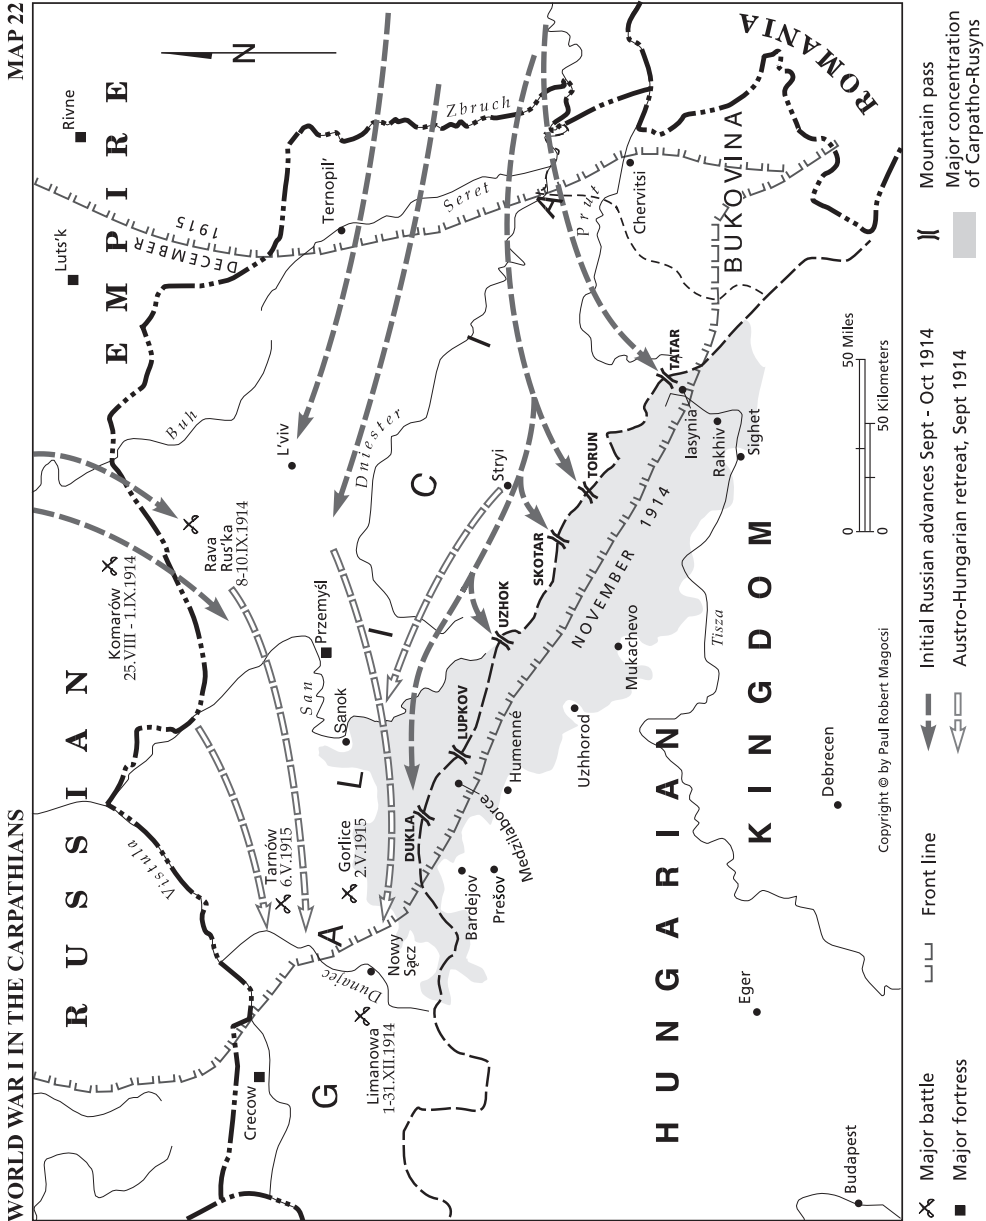 WORLD WAR I IN THE CARPATHIANS
MAP 22
N
RUSSIAN EMPIRE
Rivne
Luts'k
DECEMBER 1915
Zbruch
Ternopil'
Seret
Buh
L'viv
Dniester
Prut
Chervitsi
BUKOVINA
ROMANIA
Komarów
25.VIII - 1.IX.1914
Rava
Rus'ka
8-10.IX.1914
Przemyśl
San
Sanok
Stryi
Vistula
Tarnów
6.V.1915
Gorlice
2.V.1915
Crecow
Dunajec
Limanowa
1-31.XII.1914
Nowy
Sącz
GALICIA
DUKLA
LUPKOV
UZHOK
SKOTAR
TORUN
TATAR
Bardejov
Prešov
Medzilaborce
Humenné
Uzhhorod
Mukachevo
NOVEMBER 1914
Iasynia
Rakhiv
Sighet
Tisza
HUNGARIAN
KINGDOM
Eger
Debrecen
Budapest
0 50 Miles
0 50 Kilometers
Copyright © by Paul Robert Magocsi
Major battle
Major fortress
Front line
Initial Russian advances Sept - Oct 1914
Austro-Hungarian retreat, Sept 1914
Mountain pass
Major concentration
of Carpatho-Rusyns